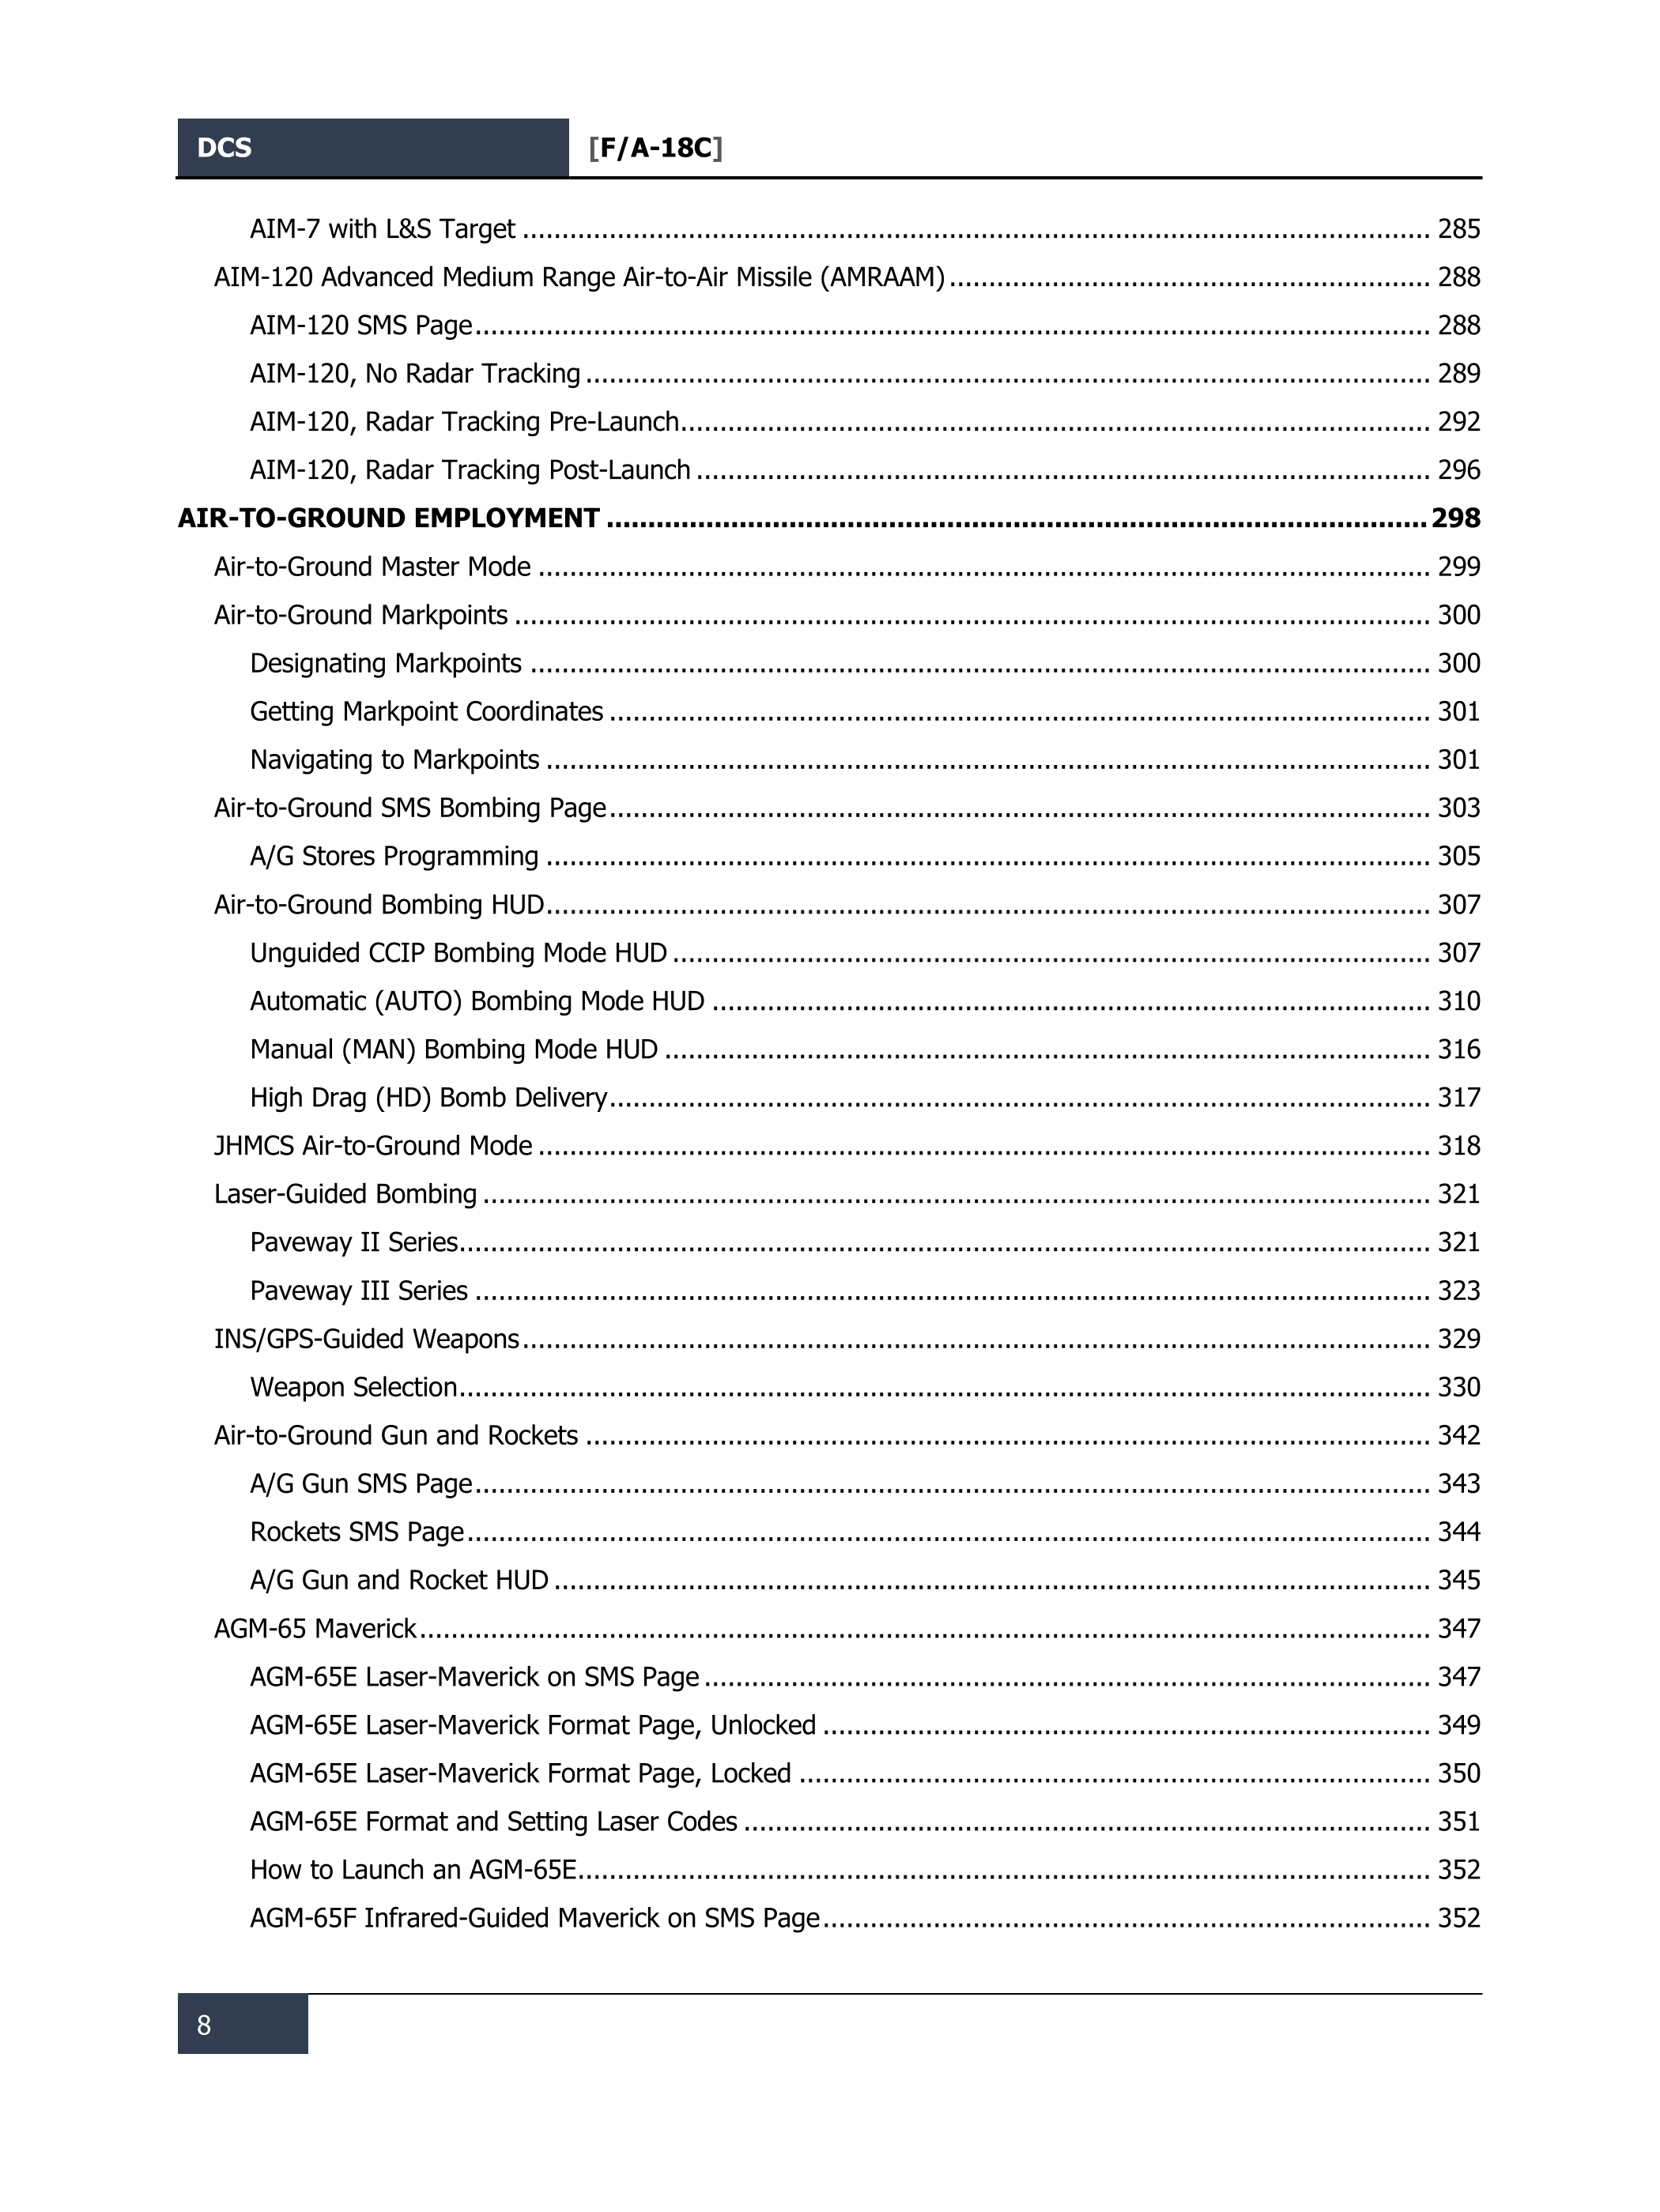 DCS [F/A-18C]
AIM-7 with L&S Target ........ 285
AIM-120 Advanced Medium Range Air-to-Air Missile (AMRAAM) ........ 288
AIM-120 SMS Page ........ 288
AIM-120, No Radar Tracking ........ 289
AIM-120, Radar Tracking Pre-Launch ........ 292
AIM-120, Radar Tracking Post-Launch ........ 296
AIR-TO-GROUND EMPLOYMENT ........ 298
Air-to-Ground Master Mode ........ 299
Air-to-Ground Markpoints ........ 300
Designating Markpoints ........ 300
Getting Markpoint Coordinates ........ 301
Navigating to Markpoints ........ 301
Air-to-Ground SMS Bombing Page ........ 303
A/G Stores Programming ........ 305
Air-to-Ground Bombing HUD ........ 307
Unguided CCIP Bombing Mode HUD ........ 307
Automatic (AUTO) Bombing Mode HUD ........ 310
Manual (MAN) Bombing Mode HUD ........ 316
High Drag (HD) Bomb Delivery ........ 317
JHMCS Air-to-Ground Mode ........ 318
Laser-Guided Bombing ........ 321
Paveway II Series ........ 321
Paveway III Series ........ 323
INS/GPS-Guided Weapons ........ 329
Weapon Selection ........ 330
Air-to-Ground Gun and Rockets ........ 342
A/G Gun SMS Page ........ 343
Rockets SMS Page ........ 344
A/G Gun and Rocket HUD ........ 345
AGM-65 Maverick ........ 347
AGM-65E Laser-Maverick on SMS Page ........ 347
AGM-65E Laser-Maverick Format Page, Unlocked ........ 349
AGM-65E Laser-Maverick Format Page, Locked ........ 350
AGM-65E Format and Setting Laser Codes ........ 351
How to Launch an AGM-65E ........ 352
AGM-65F Infrared-Guided Maverick on SMS Page ........ 352
8